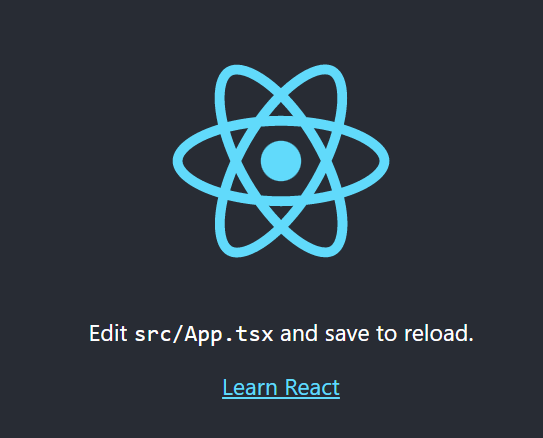 Edit src/App.tsx and save to reload.
Learn React